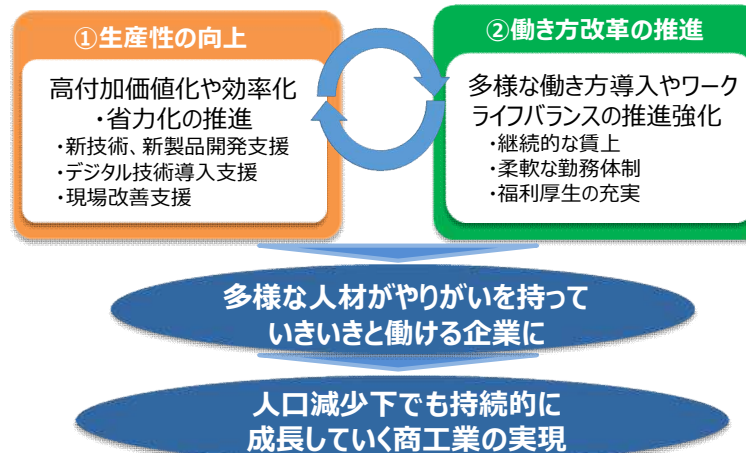 ①生産性の向上
高付加価値化や効率化
・省力化の推進
・新技術、新製品開発支援
・デジタル技術導入支援
・現場改善支援
②働き方改革の推進
多様な働き方導入やワーク
ライフバランスの推進強化
・継続的な賃上
・柔軟な勤務体制
・福利厚生の充実
多様な人材がやりがいを持って
いきいきと働ける企業に
人口減少下でも持続的に
成長していく商工業の実現